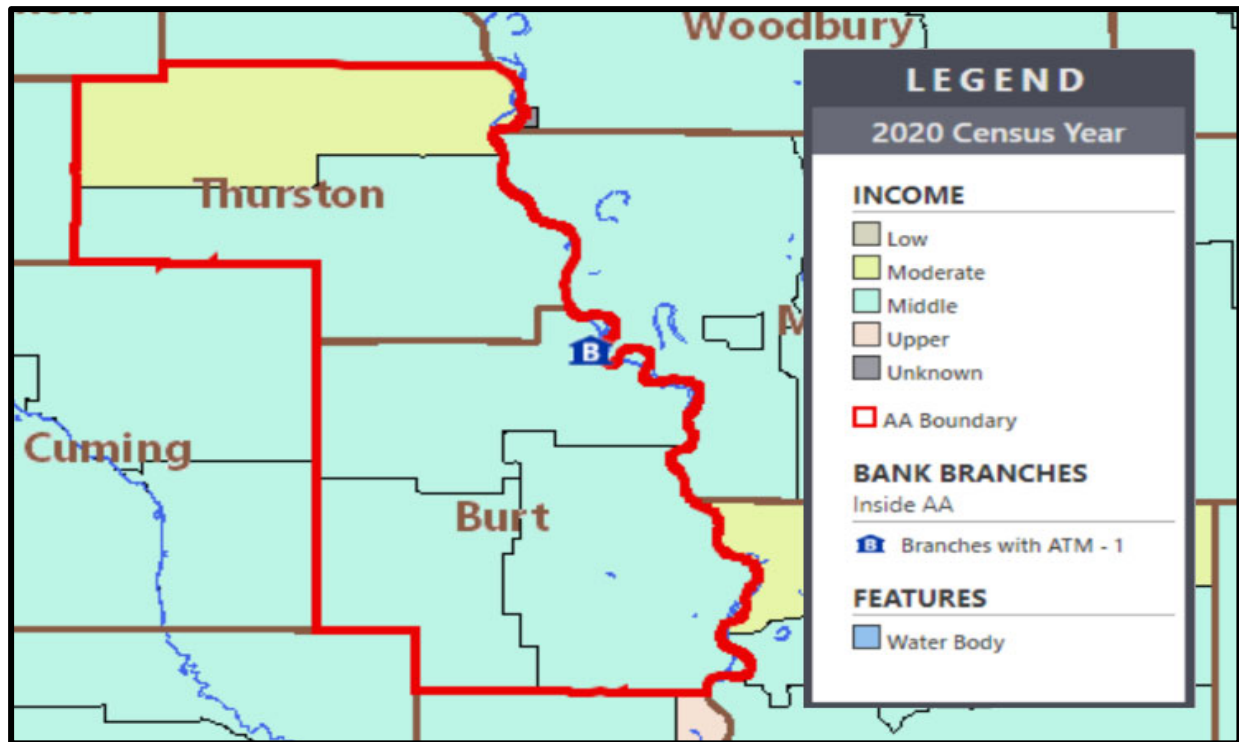 Woodbury
Thurston
Cuming
Burt
B
M
LEGEND
2020 Census Year
INCOME
Low
Moderate
Middle
Upper
Unknown
AA Boundary
BANK BRANCHES
Inside AA
B Branches with ATM - 1
FEATURES
Water Body